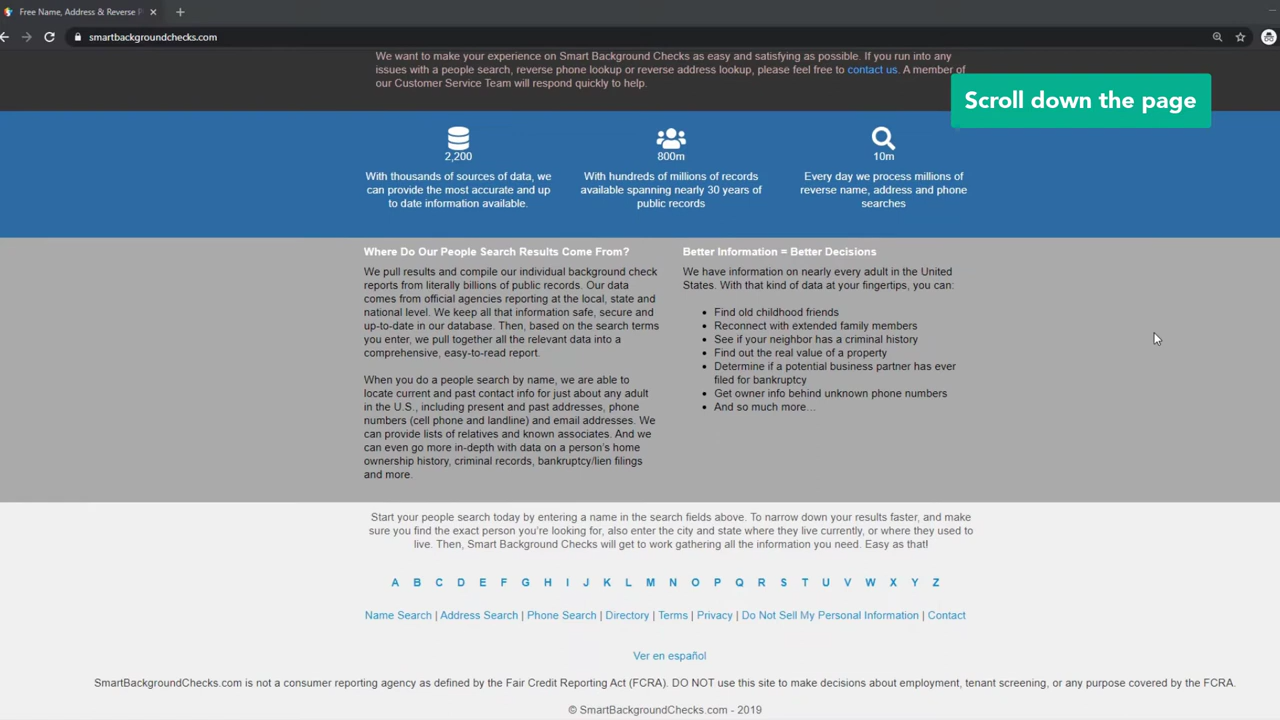 Free Name, Address & Reverse P
smartbackgroundchecks.com
We want to make your experience on Smart Background Checks as easy and satisfying as possible. If you run into any
issues with a people search, reverse phone lookup or reverse address lookup, please feel free to contact us. A member of
our Customer Service Team will respond quickly to help.
Scroll down the page
2,200
With thousands of sources of data, we
can provide the most accurate and up
to date information available.
800m
With hundreds of millions of records
available spanning nearly 30 years of
public records
10m
Every day we process millions of
reverse name, address and phone
searches
Where Do Our People Search Results Come From?
We pull results and compile our individual background check
reports from literally billions of public records. Our data
comes from official agencies reporting at the local, state and
national level. We keep all that information safe, secure and
up-to-date in our database. Then, based on the search terms
you enter, we pull together all the relevant data into a
comprehensive, easy-to-read report.
When you do a people search by name, we are able to
locate current and past contact info for just about any adult
in the U.S., including present and past addresses, phone
numbers (cell phone and landline) and email addresses. We
can provide lists of relatives and known associates. And we
can even go more in-depth with data on a person's home
ownership history, criminal records, bankruptcy/lien filings
and more.
Better Information = Better Decisions
We have information on nearly every adult in the United
States. With that kind of data at your fingertips, you can:
• Find old childhood friends
• Reconnect with extended family members
• See if your neighbor has a criminal history
• Find out the real value of a property
• Determine if a potential business partner has ever
filed for bankruptcy
• Get owner info behind unknown phone numbers
• And so much more...
Start your people search today by entering a name in the search fields above. To narrow down your results faster, and make
sure you find the exact person you're looking for, also enter the city and state where they live currently, or where they used to
live. Then, Smart Background Checks will get to work gathering all the information you need. Easy as that!
A B C D E F G H I J K L M N O P Q R S T U V W X Y Z
Name Search | Address Search | Phone Search | Directory | Terms | Privacy | Do Not Sell My Personal Information | Contact
Ver en español
SmartBackgroundChecks.com is not a consumer reporting agency as defined by the Fair Credit Reporting Act (FCRA). DO NOT use this site to make decisions about employment, tenant screening, or any purpose covered by the FCRA.
© SmartBackgroundChecks.com - 2019